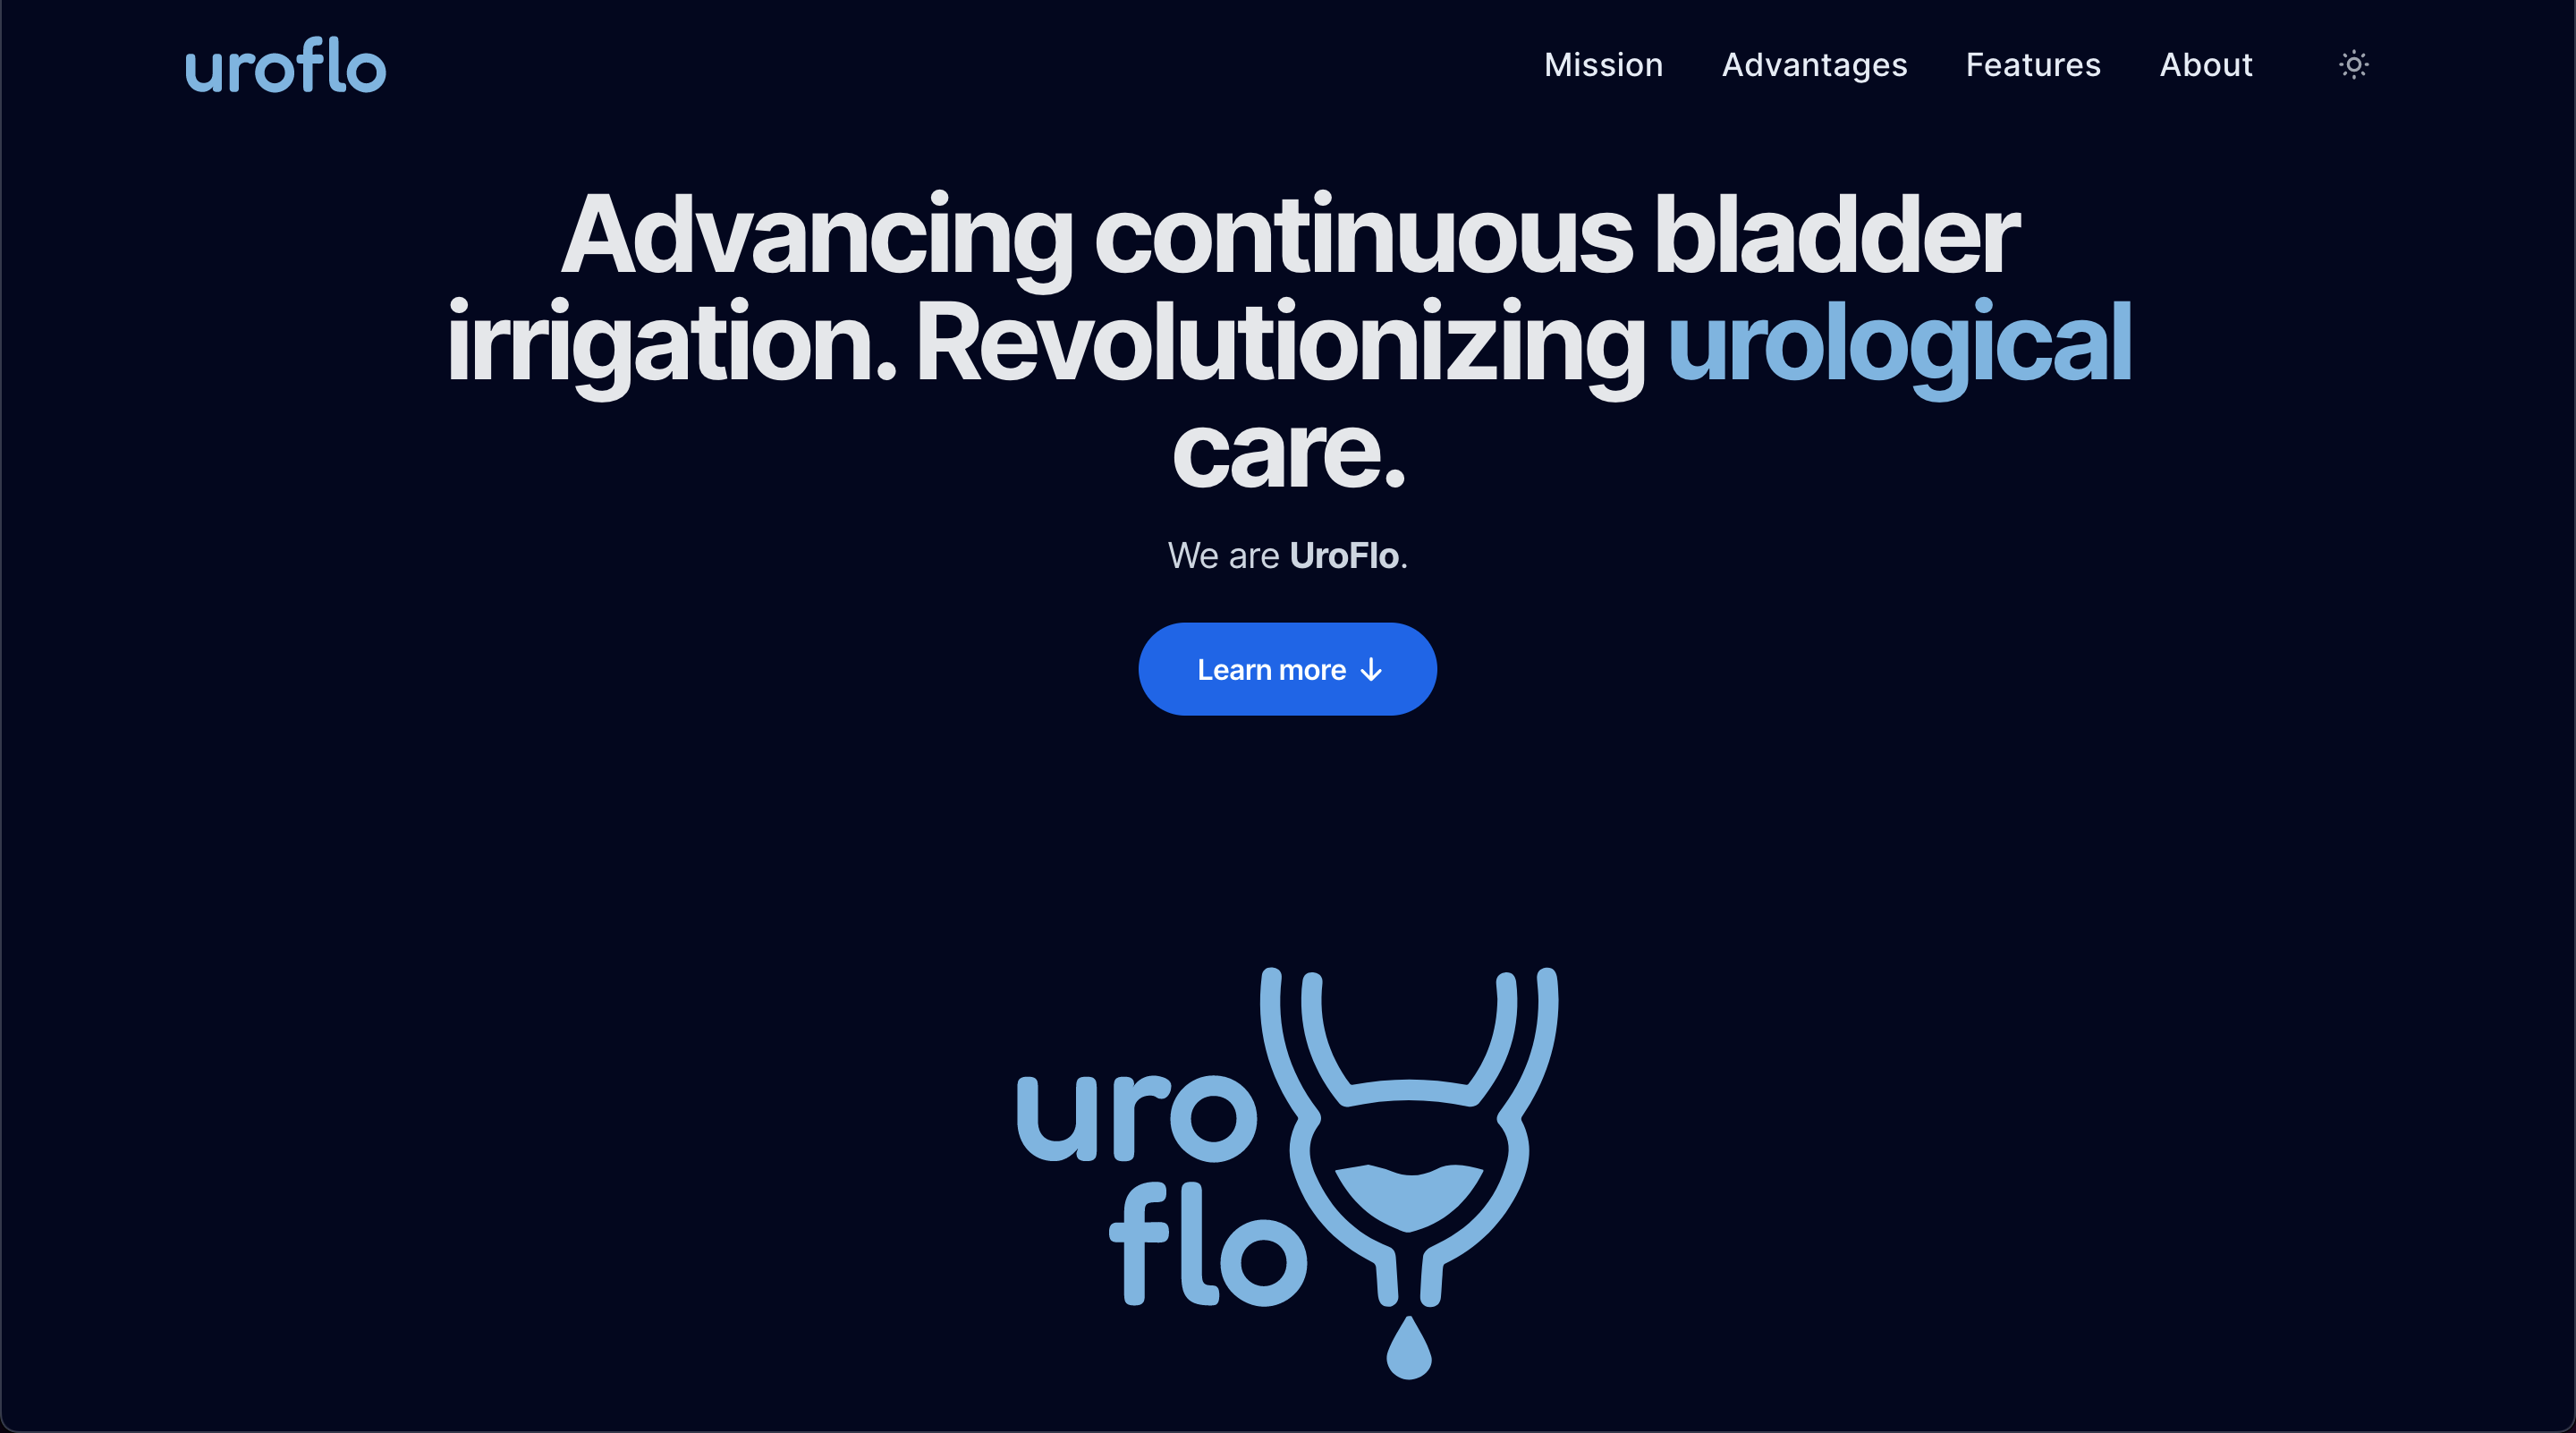 uroflo
Mission Advantages Features About
Advancing continuous bladder
irrigation. Revolutionizing urological
care.
We are UroFlo.
Learn more ↓
uro
flo